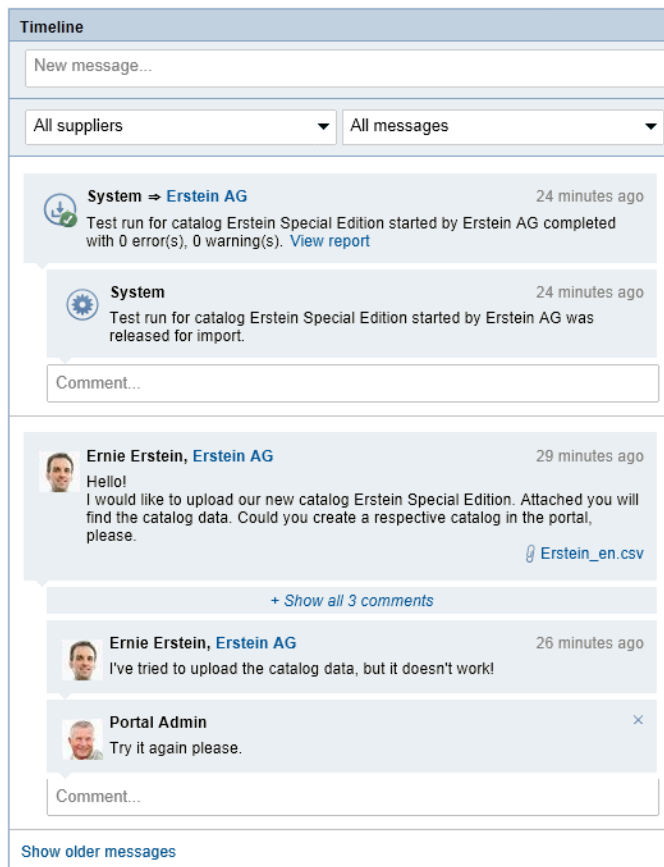 Timeline
New message...
All suppliers All messages
System ⇒ Erstein AG 24 minutes ago
Test run for catalog Erstein Special Edition started by Erstein AG completed
with 0 error(s), 0 warning(s). View report
System 24 minutes ago
Test run for catalog Erstein Special Edition started by Erstein AG was
released for import.
Comment...
Ernie Erstein, Erstein AG 29 minutes ago
Hello!
I would like to upload our new catalog Erstein Special Edition. Attached you will
find the catalog data. Could you create a respective catalog in the portal,
please.
Erstein_en.csv
+ Show all 3 comments
Ernie Erstein, Erstein AG 26 minutes ago
I've tried to upload the catalog data, but it doesn't work!
Portal Admin
Try it again please.
Comment...
Show older messages